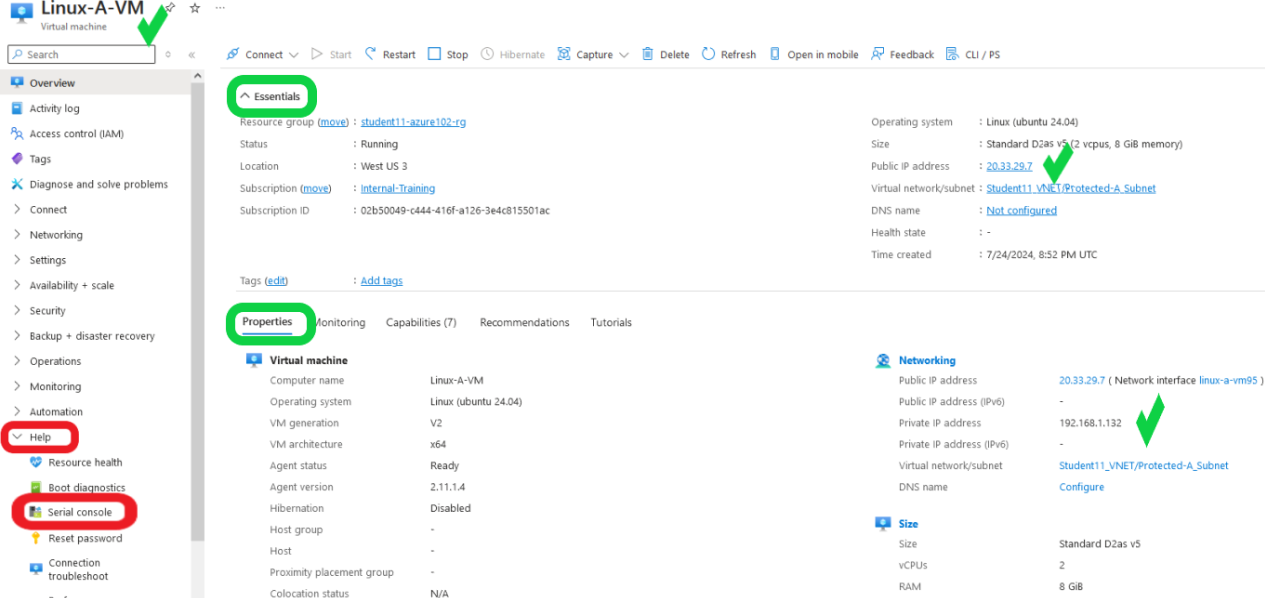 Linux-A-VM
Virtual machine
Search
Connect Start Restart Stop Hibernate Capture Delete Refresh Open in mobile Feedback CLI / PS
Overview
Activity log
Access control (IAM)
Tags
Diagnose and solve problems
Connect
Networking
Settings
Availability + scale
Security
Backup + disaster recovery
Operations
Monitoring
Automation
Help
Resource health
Boot diagnostics
Serial console
Reset password
Connection
troubleshoot
Essentials
Resource group (move) : student11-azure102-rg
Status : Running
Location : West US 3
Subscription (move) : Internal-Training
Subscription ID : 02b50049-c444-416f-a126-3e4c815501ac
Operating system : Linux (ubuntu 24.04)
Size : Standard D2as v5 (2 vcpus, 8 GiB memory)
Public IP address : 20.33.29.7
Virtual network/subnet : Student11_VNET/Protected-A_Subnet
DNS name : Not configured
Health state : -
Time created : 7/24/2024, 8:52 PM UTC
Tags (edit) : Add tags
Properties Monitoring Capabilities (7) Recommendations Tutorials
Virtual machine
Computer name Linux-A-VM
Operating system Linux (ubuntu 24.04)
VM generation V2
VM architecture x64
Agent status Ready
Agent version 2.11.1.4
Hibernation Disabled
Host group -
Host -
Proximity placement group -
Colocation status N/A
Networking
Public IP address 20.33.29.7 ( Network interface linux-a-vm95 )
Public IP address (IPv6) -
Private IP address 192.168.1.132
Private IP address (IPv6) -
Virtual network/subnet Student11_VNET/Protected-A_Subnet
DNS name Configure
Size
Size Standard D2as v5
vCPUs 2
RAM 8 GiB